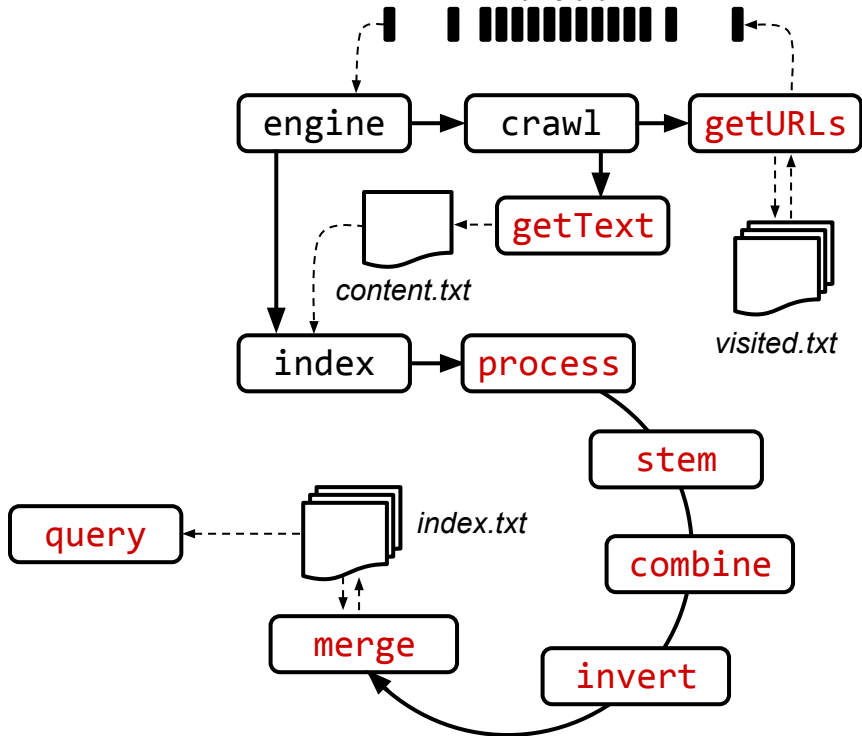 engine
crawl
getURLs
getText
content.txt
visited.txt
index
process
stem
index.txt
query
combine
merge
invert